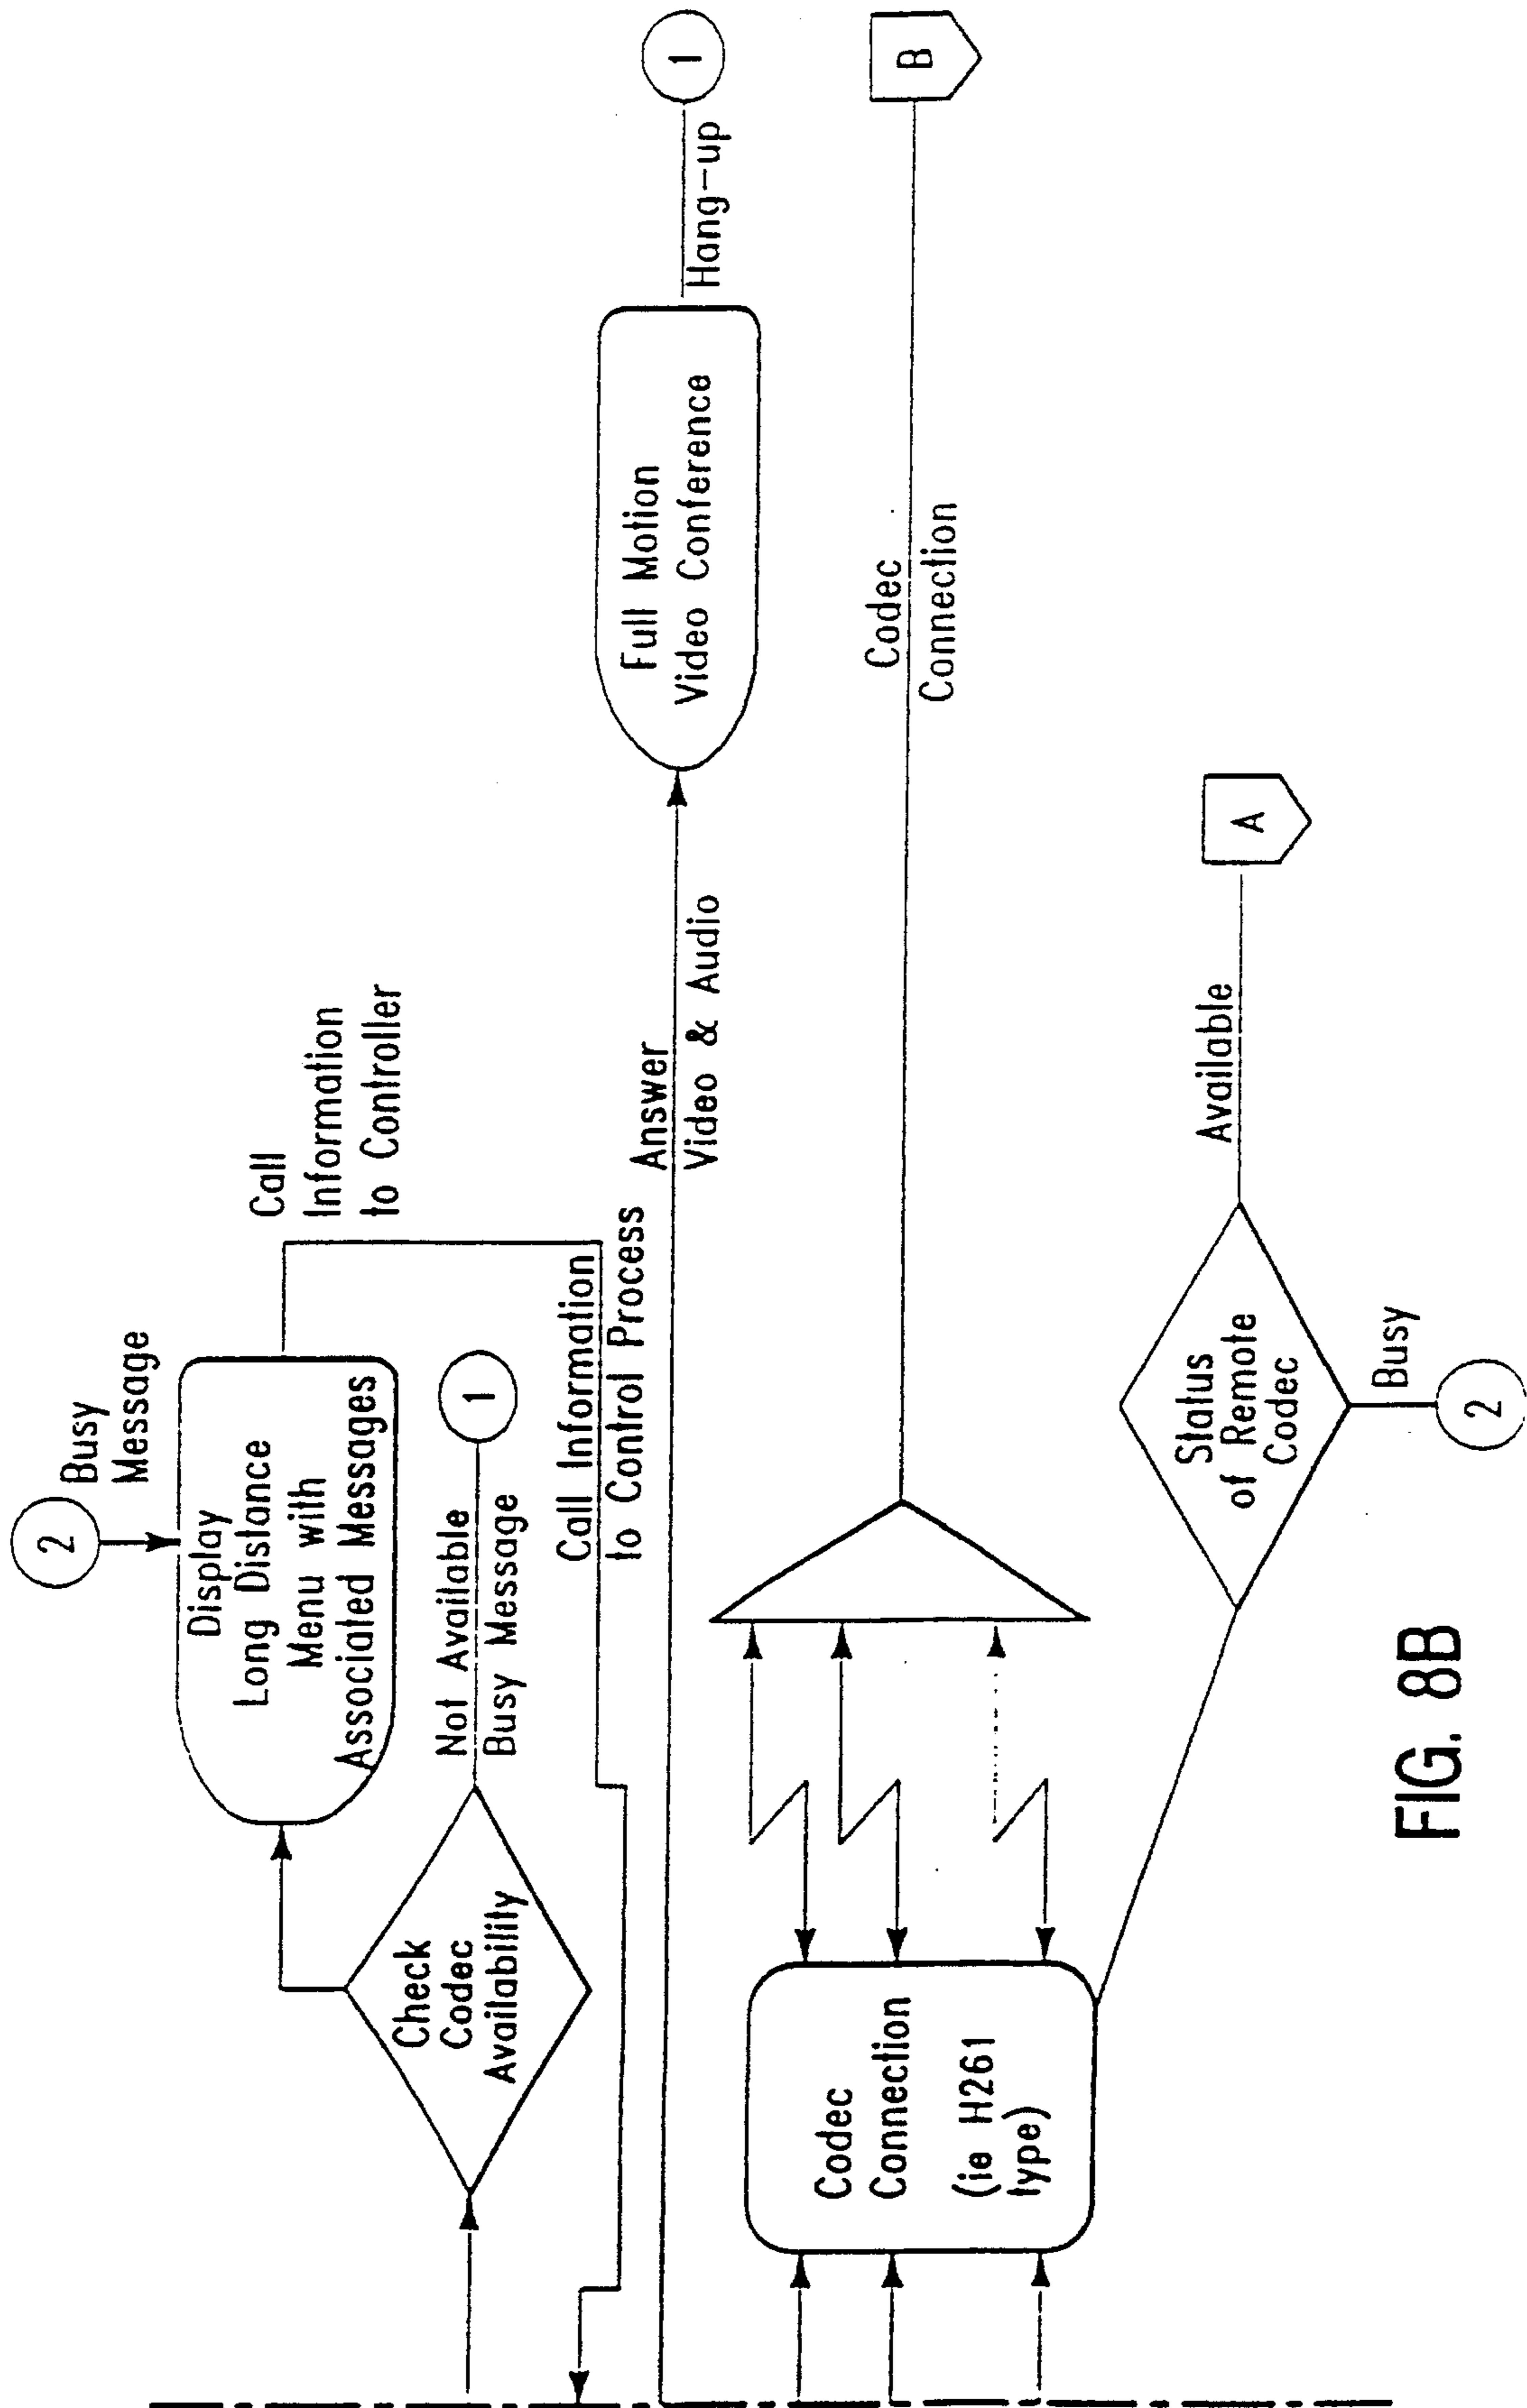 2
Busy
Message
Display
Long Distance
Menu with
Associated Messages
Call
Information
to Controller
Check
Codec
Availability
Not Available
Busy Message
1
Call Information
to Control Process
Answer
Video & Audio
Full Motion
Video Conference
Hang-up
1
Codec
Connection
(ie H261
type)
Codec
Connection
B
Status
of Remote
Codec
Available
A
Busy
2
FIG. 8B